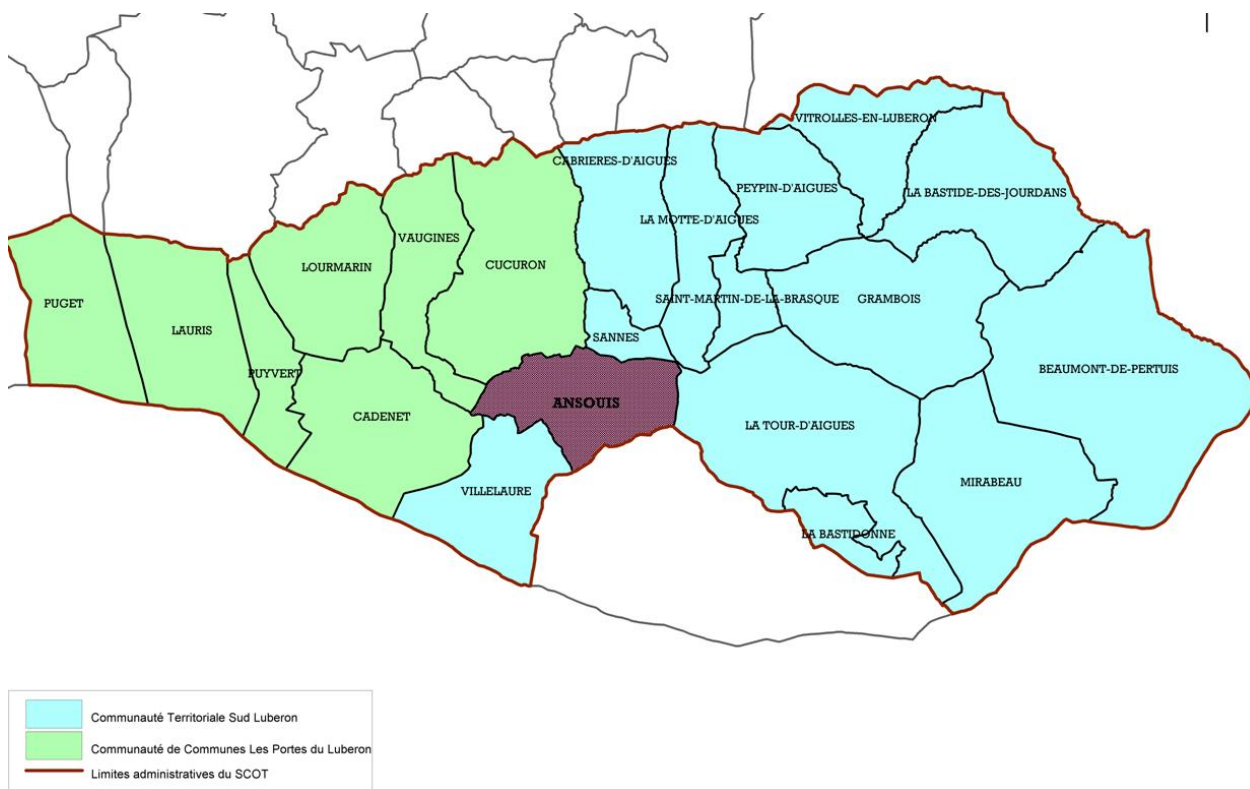 VITROLLES-EN-LUBERON
CABRIERES-D'AIGUES
PEYPIN-D'AIGUES
LA BASTIDE-DES-JOURDANS
LA MOTTE-D'AIGUES
VAUGINES
LOURMARIN
CUCURON
PUGET
SAINT-MARTIN-DE-LA-BRASQUE
GRAMBOIS
LAURIS
SANNES
PUYVERT
BEAUMONT-DE-PERTUIS
ANSOUIS
CADENET
LA TOUR-D'AIGUES
VILLELAURE
MIRABEAU
LA BASTIDONNE
Communauté Territoriale Sud Luberon
Communauté de Communes Les Portes du Luberon
Limites administratives du SCOT